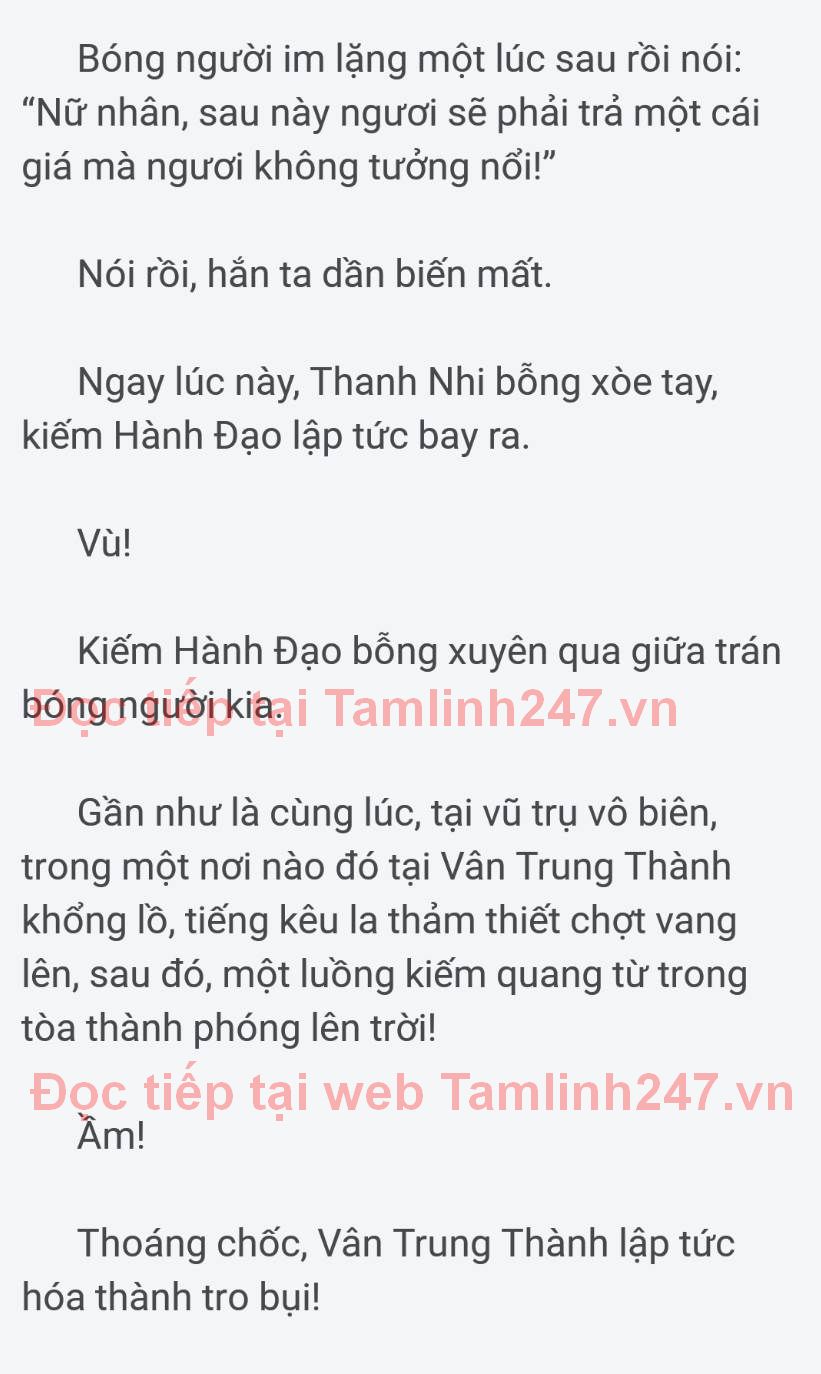 Bóng người im lặng một lúc sau rồi nói:
“Nữ nhân, sau này ngươi sẽ phải trả một cái
giá mà ngươi không tưởng nổi!”
Nói rồi, hắn ta dần biến mất.
Ngay lúc này, Thanh Nhi bỗng xòe tay,
kiếm Hành Đạo lập tức bay ra.
Vù!
Kiếm Hành Đạo bỗng xuyên qua giữa trán
bóng người kia.
Đọc tiếp tại Tamlinh247.vn
Gần như là cùng lúc, tại vũ trụ vô biên,
trong một nơi nào đó tại Vân Trung Thành
khổng lồ, tiếng kêu la thảm thiết chợt vang
lên, sau đó, một luồng kiếm quang từ trong
tòa thành phóng lên trời!
Đọc tiếp tại web Tamlinh247.vn
Ầm!
Thoáng chốc, Vân Trung Thành lập tức
hóa thành tro bụi!